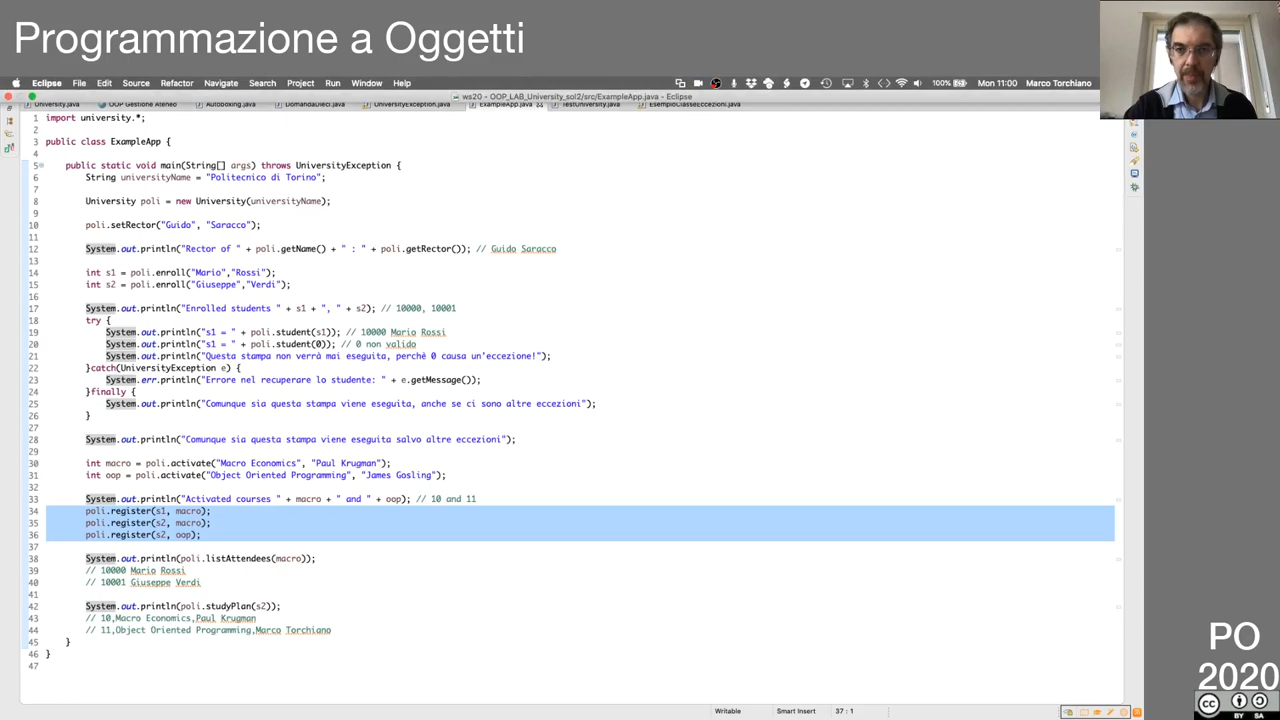 Programmazione a Oggetti
Eclipse File Edit Source Refactor Navigate Search Project Run Window Help 100% Mon 11:00 Marco Torchiano
ws20 - OOP_LAB_University_sol2/src/ExampleApp.java - Eclipse
University.java OOP Gestione Ateneo Autoboxing.java DomandaDieci.java UniversityException.java ExampleApp.java TestUniversity.java EsempioClasseEccezioni.java
1 import university.*;
2
3 public class ExampleApp {
4
5 public static void main(String[] args) throws UniversityException {
6 String universityName = "Politecnico di Torino";
7
8 University poli = new University(universityName);
9
10 poli.setRector("Guido", "Saracco");
11
12 System.out.println("Rector of " + poli.getName() + " : " + poli.getRector()); // Guido Saracco
13
14 int s1 = poli.enroll("Mario","Rossi");
15 int s2 = poli.enroll("Giuseppe","Verdi");
16
17 System.out.println("Enrolled students " + s1 + ", " + s2); // 10000, 10001
18 try {
19 System.out.println("s1 = " + poli.student(s1)); // 10000 Mario Rossi
20 System.out.println("s1 = " + poli.student(0)); // 0 non valido
21 System.out.println("Questa stampa non verrà mai eseguita, perchè 0 causa un'eccezione!");
22 }catch(UniversityException e) {
23 System.err.println("Errore nel recuperare lo studente: " + e.getMessage());
24 }finally {
25 System.out.println("Comunque sia questa stampa viene eseguita, anche se ci sono altre eccezioni");
26 }
27
28 System.out.println("Comunque sia questa stampa viene eseguita salvo altre eccezioni");
29
30 int macro = poli.activate("Macro Economics", "Paul Krugman");
31 int oop = poli.activate("Object Oriented Programming", "James Gosling");
32
33 System.out.println("Activated courses " + macro + " and " + oop); // 10 and 11
34 poli.register(s1, macro);
35 poli.register(s2, macro);
36 poli.register(s2, oop);
37
38 System.out.println(poli.listAttendees(macro));
39 // 10000 Mario Rossi
40 // 10001 Giuseppe Verdi
41
42 System.out.println(poli.studyPlan(s2));
43 // 10,Macro Economics,Paul Krugman
44 // 11,Object Oriented Programming,Marco Torchiano
45 }
46 }
47
Writable Smart Insert 37 : 1
PO
2020
CC BY SA